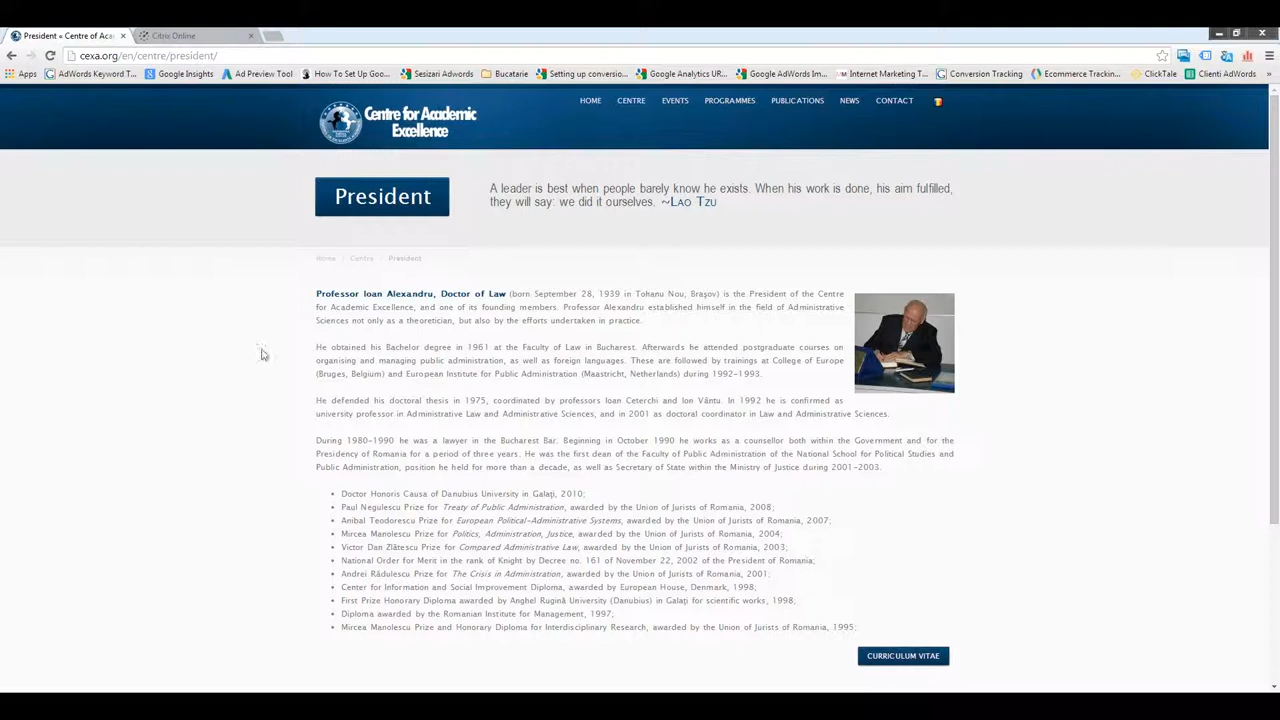 President « Centre of Aca
Citrix Online
cexa.org/en/centre/president/
Apps
AdWords Keyword T...
Google Insights
Ad Preview Tool
How To Set Up Goo...
Sesizari Adwords
Bucatarie
Setting up conversio...
Google Analytics UR...
Google AdWords Im...
Internet Marketing T...
Conversion Tracking
Ecommerce Trackin...
ClickTale
Clienti AdWords
»
Centre for Academic
Excellence
HOME
CENTRE
EVENTS
PROGRAMMES
PUBLICATIONS
NEWS
CONTACT
President
A leader is best when people barely know he exists. When his work is done, his aim fulfilled,
they will say: we did it ourselves. ~LAO TZU
Home / Centre / President
Professor Ioan Alexandru, Doctor of Law (born September 28, 1939 in Tohanu Nou, Braşov) is the President of the Centre
for Academic Excellence, and one of its founding members. Professor Alexandru established himself in the field of Administrative
Sciences not only as a theoretician, but also by the efforts undertaken in practice.
He obtained his Bachelor degree in 1961 at the Faculty of Law in Bucharest. Afterwards he attended postgraduate courses on
organising and managing public administration, as well as foreign languages. These are followed by trainings at College of Europe
(Bruges, Belgium) and European Institute for Public Administration (Maastricht, Netherlands) during 1992-1993.
He defended his doctoral thesis in 1975, coordinated by professors Ioan Ceterchi and Ion Vântu. In 1992 he is confirmed as
university professor in Administrative Law and Administrative Sciences, and in 2001 as doctoral coordinator in Law and Administrative Sciences.
During 1980-1990 he was a lawyer in the Bucharest Bar. Beginning in October 1990 he works as a counsellor both within the Government and for the
Presidency of Romania for a period of three years. He was the first dean of the Faculty of Public Administration of the National School for Political Studies and
Public Administration, position he held for more than a decade, as well as Secretary of State within the Ministry of Justice during 2001-2003.
• Doctor Honoris Causa of Danubius University in Galaţi, 2010;
• Paul Negulescu Prize for Treaty of Public Administration, awarded by the Union of Jurists of Romania, 2008;
• Anibal Teodorescu Prize for European Political-Administrative Systems, awarded by the Union of Jurists of Romania, 2007;
• Mircea Manolescu Prize for Politics, Administration, Justice, awarded by the Union of Jurists of Romania, 2004;
• Victor Dan Zlătescu Prize for Compared Administrative Law, awarded by the Union of Jurists of Romania, 2003;
• National Order for Merit in the rank of Knight by Decree no. 161 of November 22, 2002 of the President of Romania;
• Andrei Rădulescu Prize for The Crisis in Administration, awarded by the Union of Jurists of Romania, 2001;
• Center for Information and Social Improvement Diploma, awarded by European House, Denmark, 1998;
• First Prize Honorary Diploma awarded by Anghel Rugină University (Danubius) in Galaţi for scientific works, 1998;
• Diploma awarded by the Romanian Institute for Management, 1997;
• Mircea Manolescu Prize and Honorary Diploma for Interdisciplinary Research, awarded by the Union of Jurists of Romania, 1995;
CURRICULUM VITAE